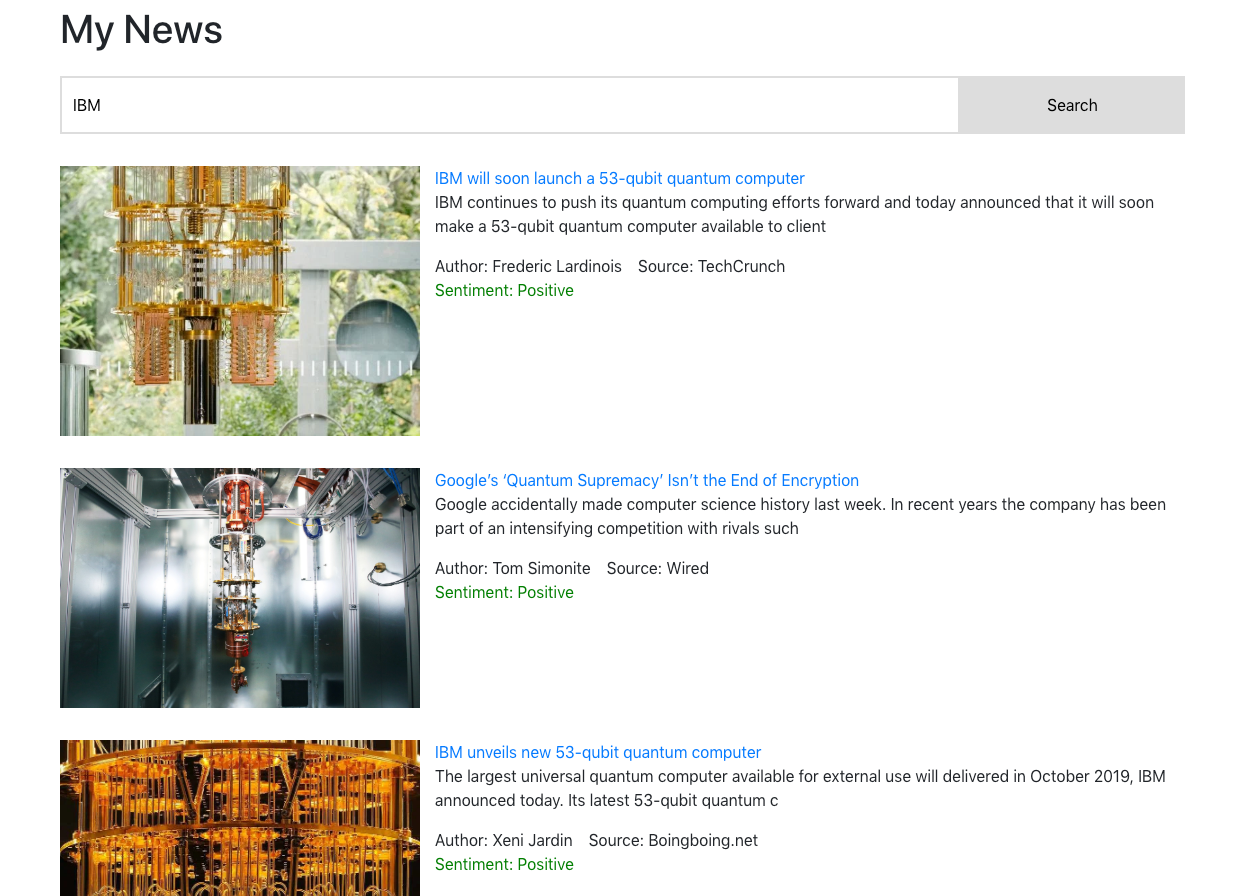 My News
IBM
Search
IBM will soon launch a 53-qubit quantum computer
IBM continues to push its quantum computing efforts forward and today announced that it will soon
make a 53-qubit quantum computer available to client
Author: Frederic Lardinois Source: TechCrunch
Sentiment: Positive
Google’s ‘Quantum Supremacy’ Isn’t the End of Encryption
Google accidentally made computer science history last week. In recent years the company has been
part of an intensifying competition with rivals such
Author: Tom Simonite Source: Wired
Sentiment: Positive
IBM unveils new 53-qubit quantum computer
The largest universal quantum computer available for external use will delivered in October 2019, IBM
announced today. Its latest 53-qubit quantum c
Author: Xeni Jardin Source: Boingboing.net
Sentiment: Positive